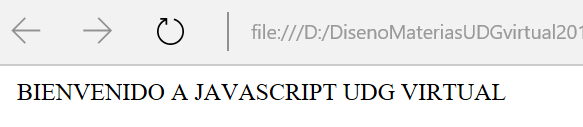 file:///D:/DisenoMateriasUDGvirtual201
BIENVENIDO A JAVASCRIPT UDG VIRTUAL